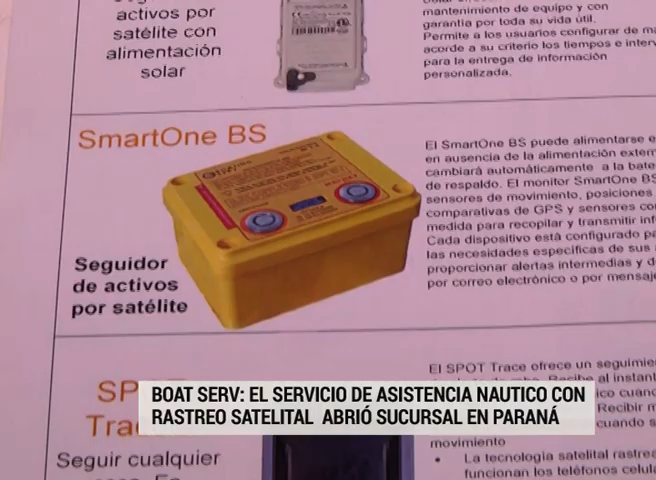 activos por
satélite con
alimentación
solar
mantenimiento de equipo y con
garantía por toda su vida útil.
Permite a los usuarios configurar de
acorde a su criterio los tiempos e
para la entrega de información
personalizada.
SmartOne BS
Seguidor
de activos
por satélite
El SmartOne BS puede alimentarse
en ausencia de la alimentación
cambiará automáticamente a la
de respaldo. El monitor SmartOne BS
sensores de movimiento, posiciones
comparativas de GPS y sensores
medida para recopilar y transmitir
Cada dispositivo está configurado
las necesidades específicas de sus
proporcionar alertas intermedias y
por correo electrónico o por
El SPOT Trace ofrece un
al instante
Recibir
cuando
movimiento
• La tecnología satelital
funcionan los teléfonos
Seguir cualquier
BOAT SERV: EL SERVICIO DE ASISTENCIA NAUTICO CON
RASTREO SATELITAL ABRIÓ SUCURSAL EN PARANÁ